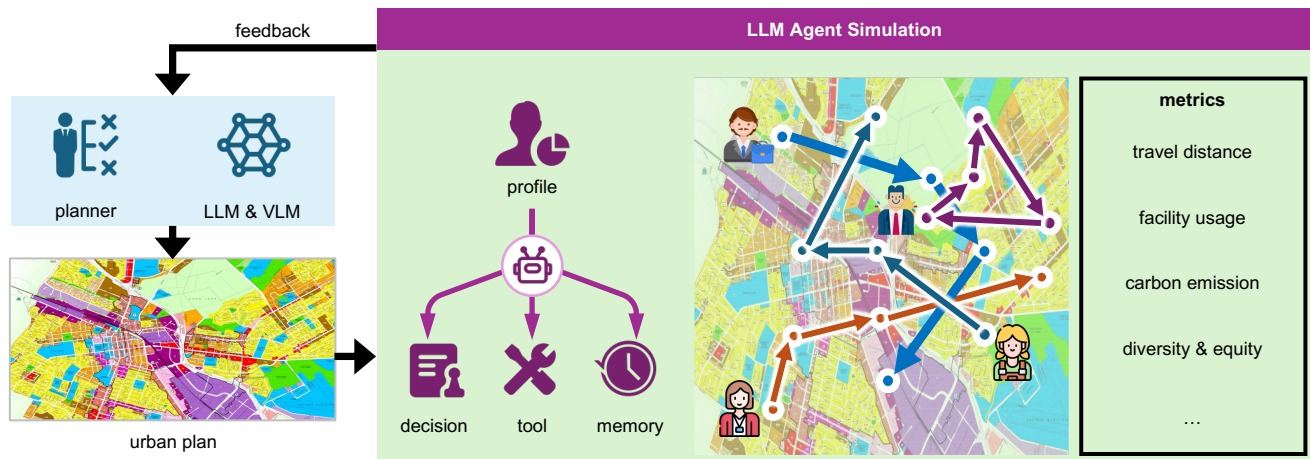 feedback
LLM Agent Simulation
planner
LLM & VLM
urban plan
profile
decision
tool
memory
metrics
travel distance
facility usage
carbon emission
diversity & equity
...